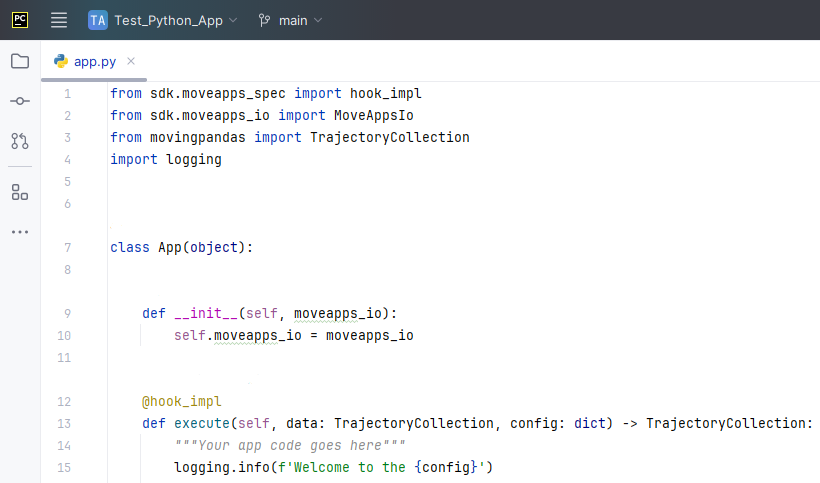 PC TA Test_Python_App main
app.py
1 from sdk.moveapps_spec import hook_impl
2 from sdk.moveapps_io import MoveAppsIo
3 from movingpandas import TrajectoryCollection
4 import logging
5
6
7 class App(object):
8
9     def __init__(self, moveapps_io):
10         self.moveapps_io = moveapps_io
11
12     @hook_impl
13     def execute(self, data: TrajectoryCollection, config: dict) -> TrajectoryCollection:
14         """Your app code goes here"""
15         logging.info(f'Welcome to the {config}')